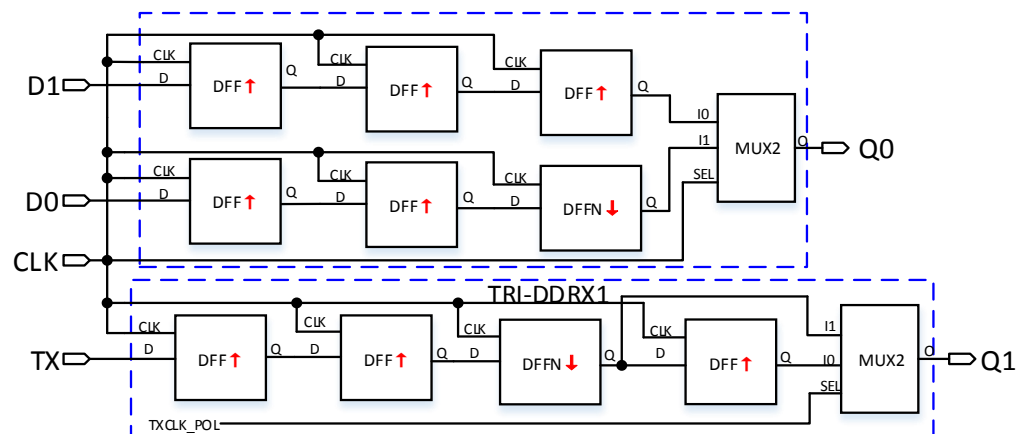 CLK
CLK
CLK
D1
D
DFF↑
Q
D
DFF↑
Q
D
DFF↑
Q
I0
I1
MUX2
O
Q0
CLK
CLK
CLK
SEL
D0
D
DFF↑
Q
D
DFF↑
Q
D
DFFN↓
Q
CLK
TRI-DDRX1
CLK
CLK
CLK
CLK
I1
TX
D
DFF↑
Q
D
DFF↑
Q
D
DFFN↓
Q
D
DFF↑
Q
I0
MUX2
O
Q1
SEL
TXCLK_POL